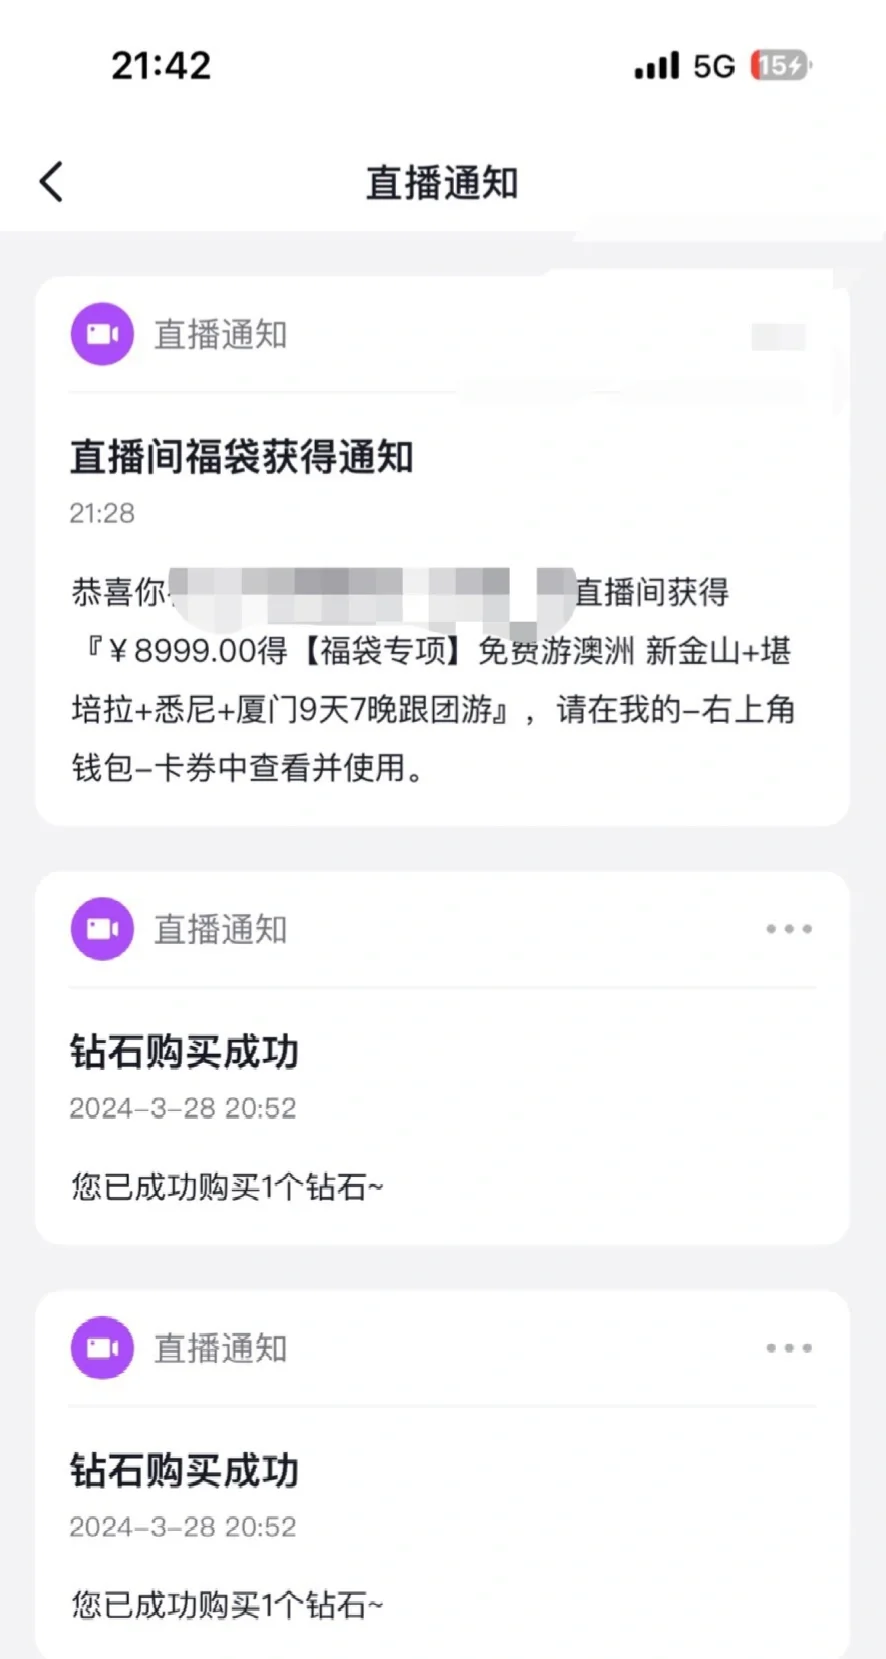 21:42
5G 15
直播通知
直播通知
直播间福袋获得通知
21:28
恭喜你 直播间获得
『￥8999.00得【福袋专项】免费游澳洲 新金山+堪
培拉+悉尼+厦门9天7晚跟团游』，请在我的-右上角
钱包-卡券中查看并使用。
直播通知
钻石购买成功
2024-3-28 20:52
您已成功购买1个钻石~
直播通知
钻石购买成功
2024-3-28 20:52
您已成功购买1个钻石~